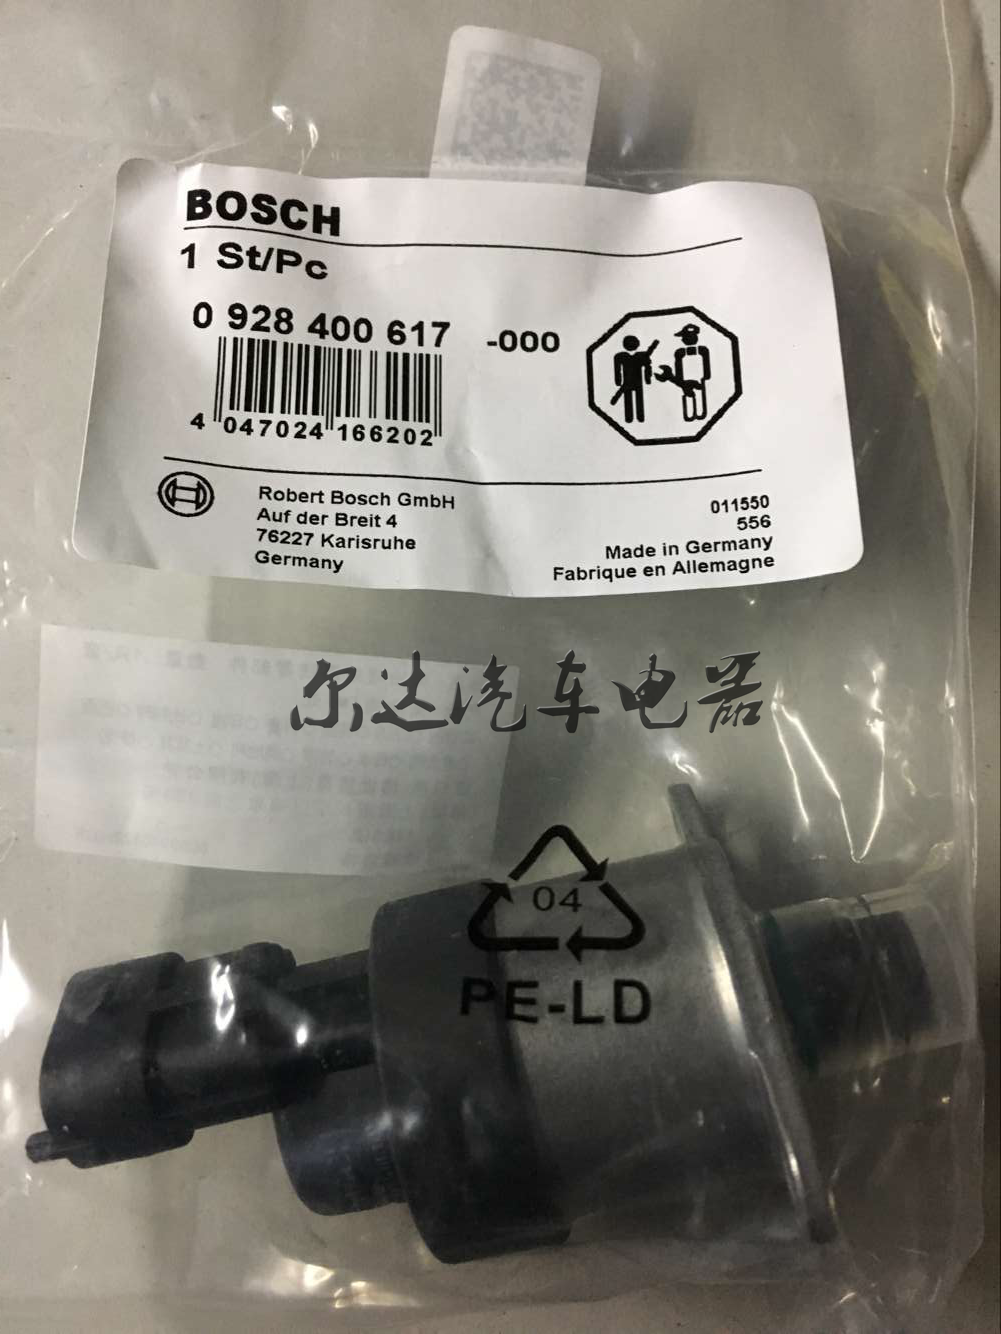 BOSCH
1 St/Pc
0 928 400 617 -000
4 047024 166202
Robert Bosch GmbH
Auf der Breit 4
76227 Karisruhe
Germany
011550
556
Made in Germany
Fabrique en Allemagne
尔达汽车电器
04
PE-LD